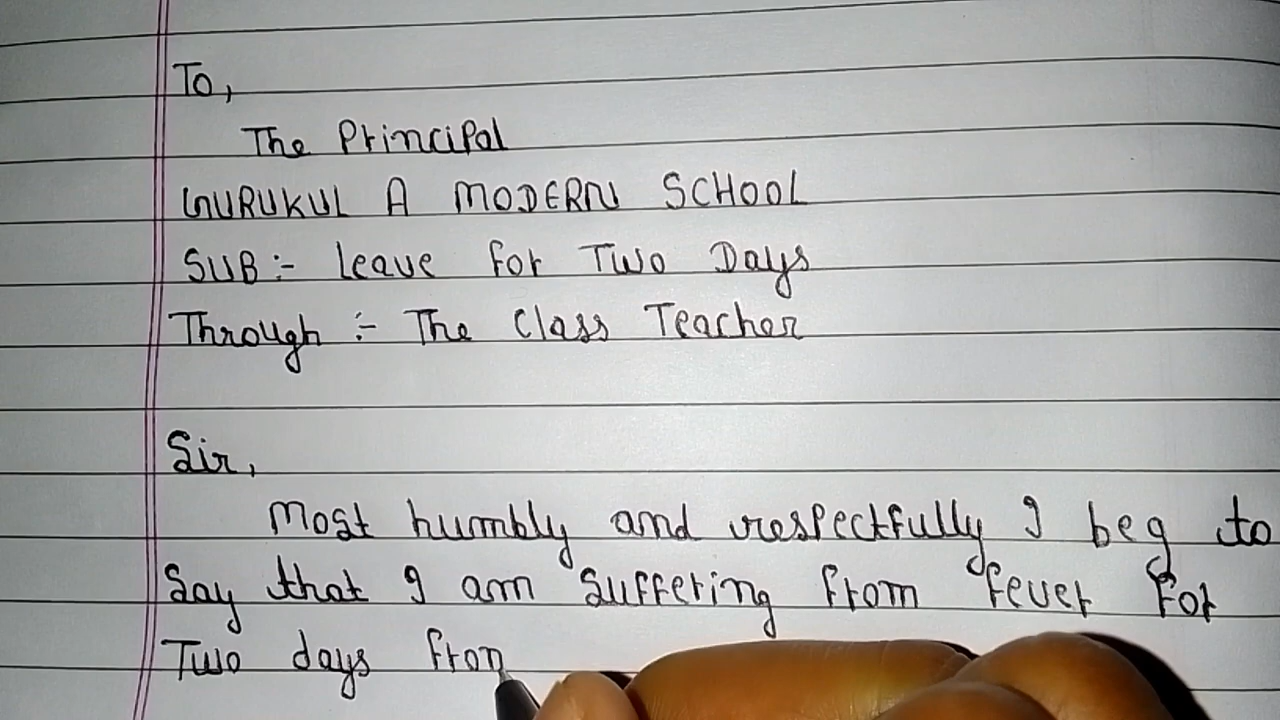 To,
The Principal
GURUKUL A MODERN SCHOOL
SUB:- leave for Two Days
Through :- The Class Teacher
Sir,
Most humbly and respectfully I beg to
Say that I am Suffering from fever For
Two days from